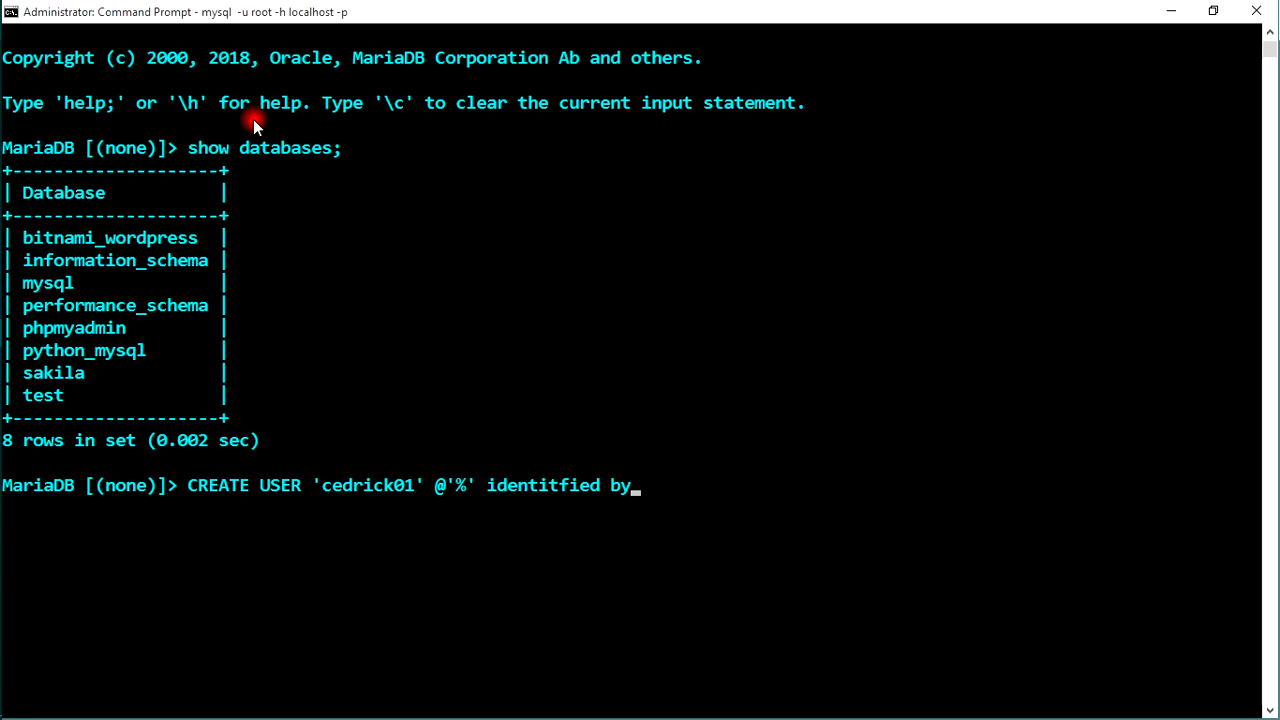 Administrator: Command Prompt - mysql -u root -h localhost -p
Copyright (c) 2000, 2018, Oracle, MariaDB Corporation Ab and others.
Type 'help;' or '\h' for help. Type '\c' to clear the current input statement.
MariaDB [(none)]> show databases;
+--------------------+
| Database           |
+--------------------+
| bitnami_wordpress  |
| information_schema |
| mysql              |
| performance_schema |
| phpmyadmin         |
| python_mysql       |
| sakila             |
| test               |
+--------------------+
8 rows in set (0.002 sec)
MariaDB [(none)]> CREATE USER 'cedrick01' @'%' identitfied by